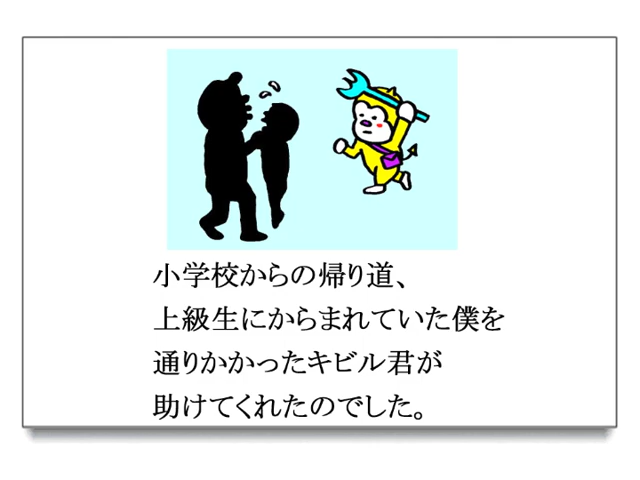 小学校からの帰り道、
上級生にからまれていた僕を
通りかかったキビル君が
助けてくれたのでした。